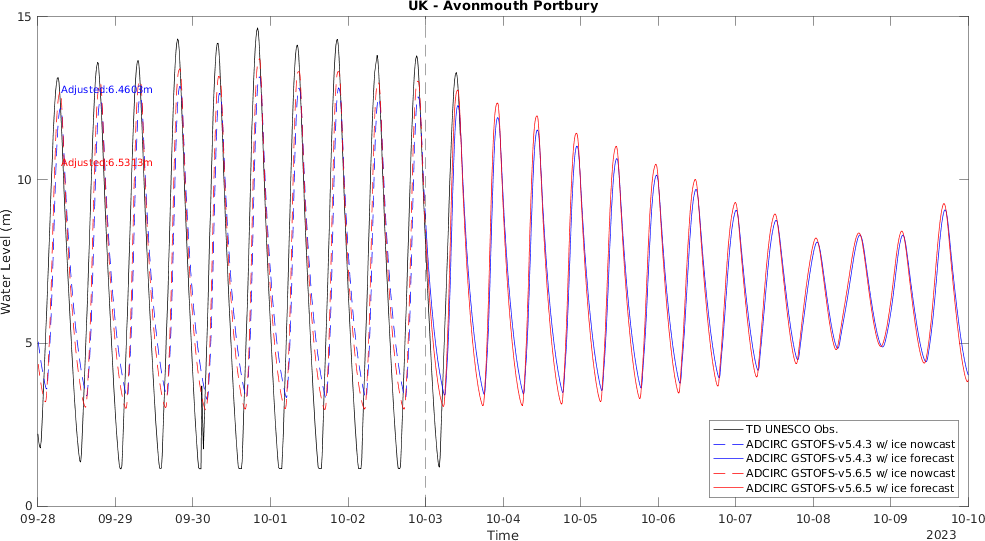 UK - Avonmouth Portbury
15
Adjusted:6.4603m
Adjusted:6.5313m
10
Water Level (m)
5
TD UNESCO Obs.
ADCIRC GSTOFS-v5.4.3 w/ ice nowcast
ADCIRC GSTOFS-v5.4.3 w/ ice forecast
ADCIRC GSTOFS-v5.6.5 w/ ice nowcast
ADCIRC GSTOFS-v5.6.5 w/ ice forecast
0
09-28 09-29 09-30 10-01 10-02 10-03 10-04 10-05 10-06 10-07 10-08 10-09 10-10
Time 2023